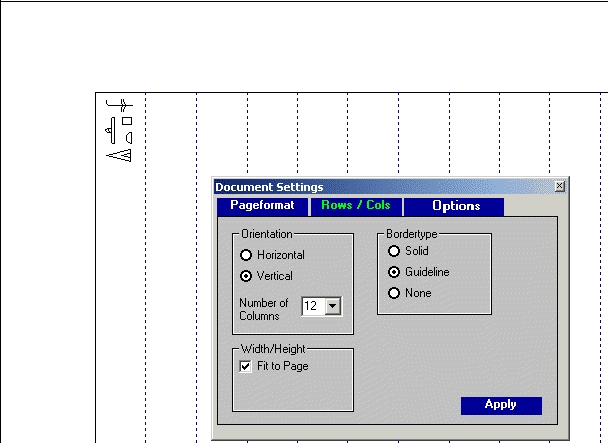 Document Settings
Pageformat
Rows / Cols
Options
Orientation
Horizontal
Vertical
Number of
Columns
12
Bordertype
Solid
Guideline
None
Width/Height
Fit to Page
Apply